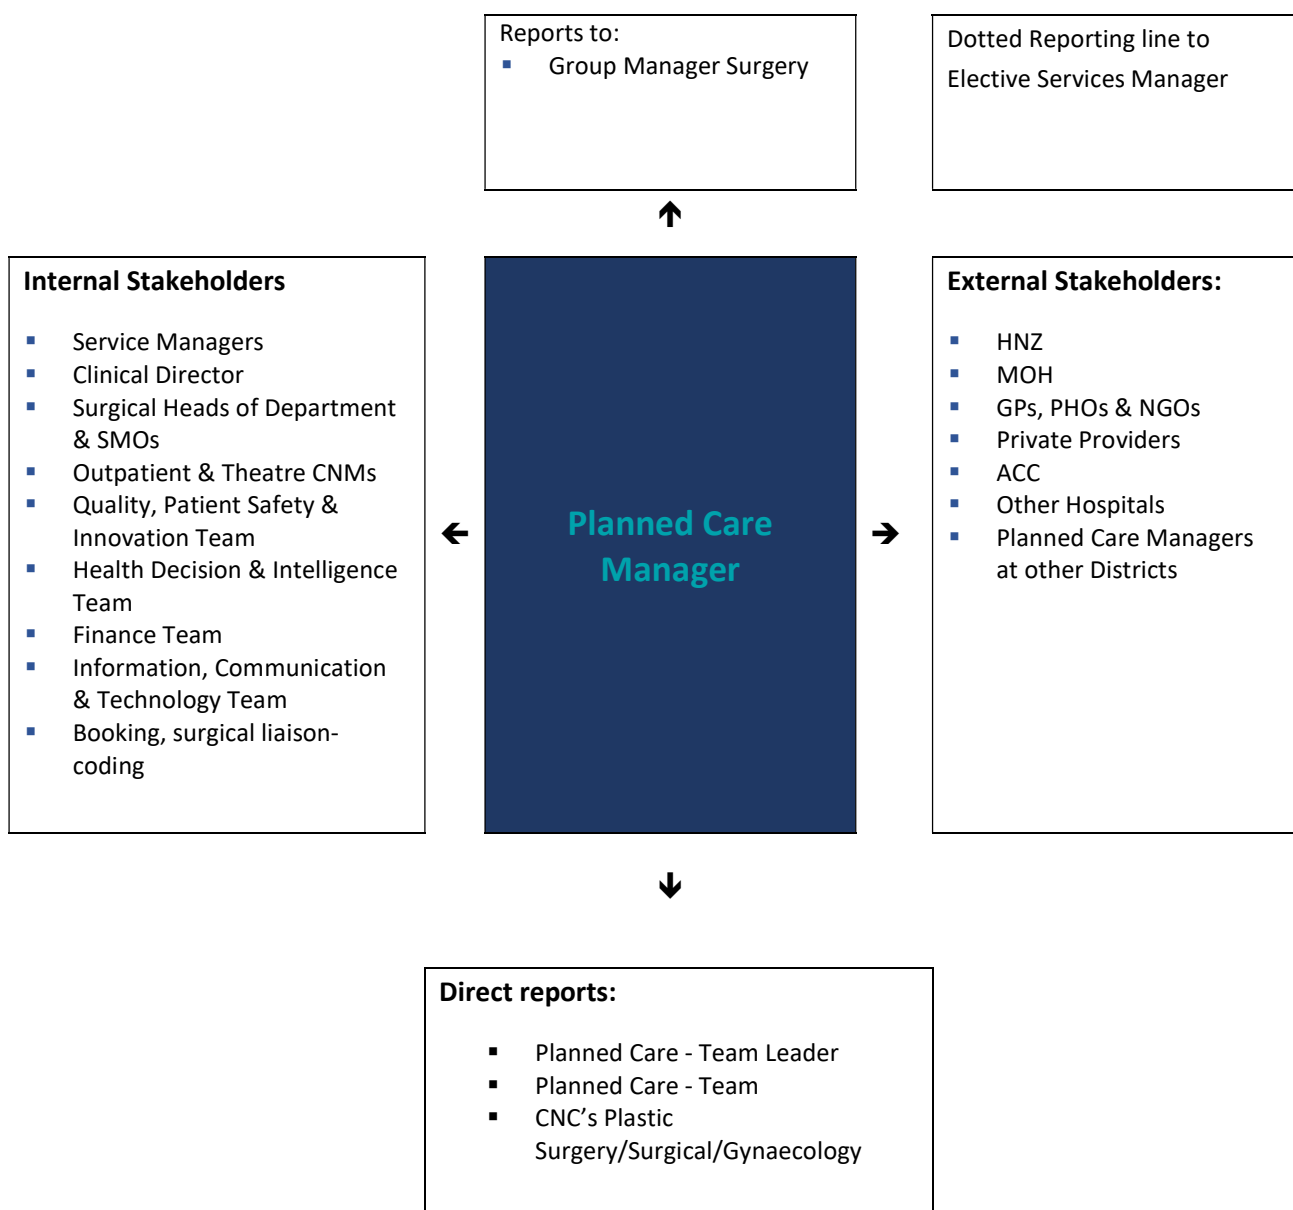 Reports to:
▪ Group Manager Surgery
Dotted Reporting line to
Elective Services Manager
Internal Stakeholders
▪ Service Managers
▪ Clinical Director
▪ Surgical Heads of Department
& SMOs
▪ Outpatient & Theatre CNMs
▪ Quality, Patient Safety &
Innovation Team
▪ Health Decision & Intelligence
Team
▪ Finance Team
▪ Information, Communication
& Technology Team
▪ Booking, surgical liaison-
coding
Planned Care
Manager
External Stakeholders:
▪ HNZ
▪ MOH
▪ GPs, PHOs & NGOs
▪ Private Providers
▪ ACC
▪ Other Hospitals
▪ Planned Care Managers
at other Districts
Direct reports:
▪ Planned Care - Team Leader
▪ Planned Care - Team
▪ CNC’s Plastic
Surgery/Surgical/Gynaecology